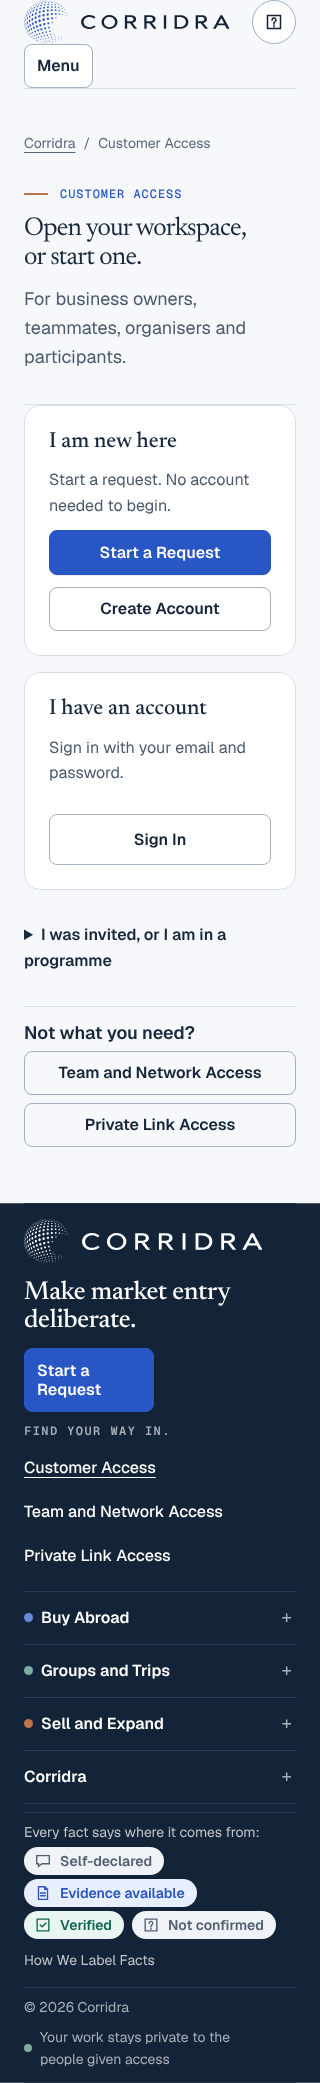 CORRIDRA
Menu
Corridra / Customer Access
CUSTOMER ACCESS
Open your workspace,
or start one.
For business owners,
teammates, organisers and
participants.
I am new here
Start a request. No account
needed to begin.
Start a Request
Create Account
I have an account
Sign in with your email and
password.
Sign In
I was invited, or I am in a
programme
Not what you need?
Team and Network Access
Private Link Access
CORRIDRA
Make market entry
deliberate.
Start a
Request
FIND YOUR WAY IN.
Customer Access
Team and Network Access
Private Link Access
Buy Abroad +
Groups and Trips +
Sell and Expand +
Corridra +
Every fact says where it comes from:
Self-declared
Evidence available
Verified
Not confirmed
How We Label Facts
© 2026 Corridra
Your work stays private to the
people given access